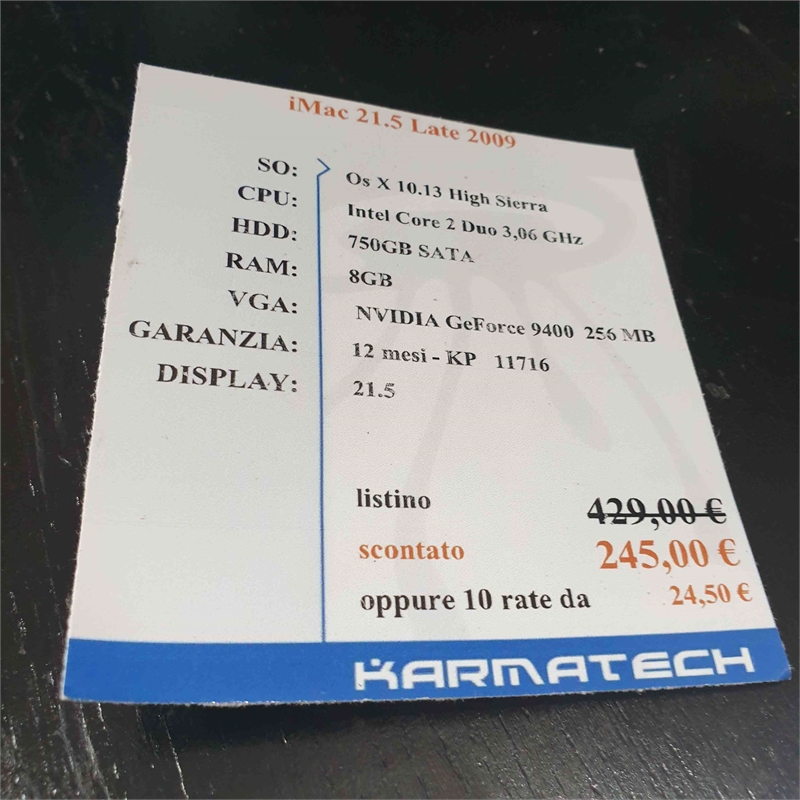 iMac 21.5 Late 2009
SO: Os X 10.13 High Sierra
CPU: Intel Core 2 Duo 3,06 GHz
HDD: 750GB SATA
RAM: 8GB
VGA: NVIDIA GeForce 9400 256 MB
GARANZIA: 12 mesi - KP 11716
DISPLAY: 21.5
listino 429,00 €
scontato 245,00 €
oppure 10 rate da 24,50 €
KARMATECH